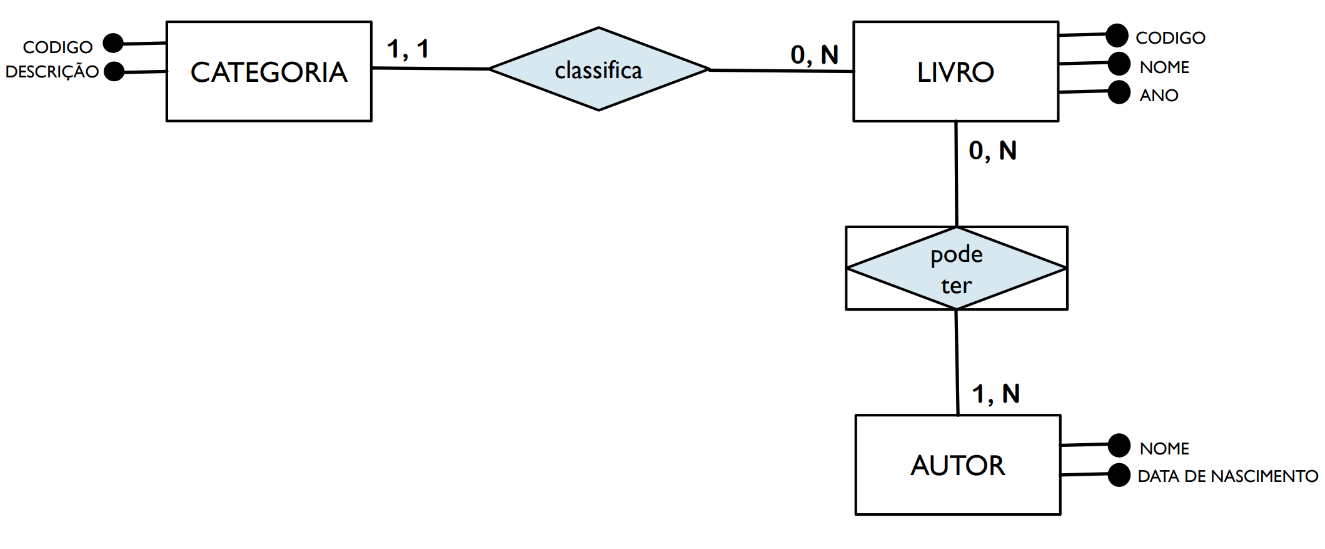 CODIGO
DESCRIÇÃO
CATEGORIA
1, 1
classifica
0, N
LIVRO
CODIGO
NOME
ANO
0, N
pode
ter
1, N
AUTOR
NOME
DATA DE NASCIMENTO